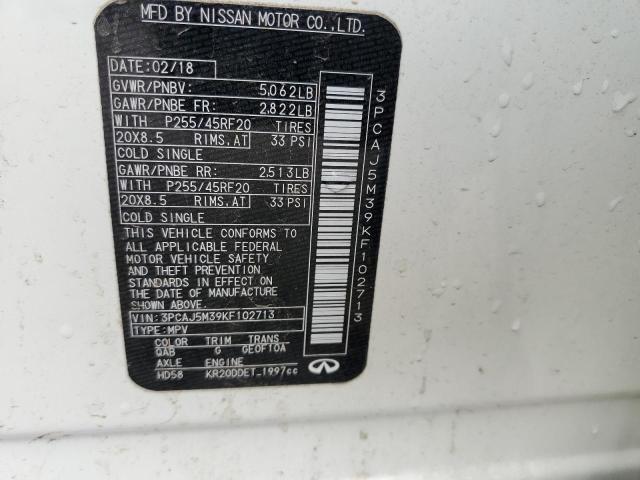 MFD BY NISSAN MOTOR CO.,LTD.
DATE: 02/18
GVWR/PNBV: 5,062LB
GAWR/PNBE FR: 2,822LB
WITH P255/45RF20 TIRES
20X8.5 RIMS,AT 33 PSI
COLD SINGLE
GAWR/PNBE RR: 2,513LB
WITH P255/45RF20 TIRES
20X8.5 RIMS,AT 33 PSI
COLD SINGLE
THIS VEHICLE CONFORMS TO
ALL APPLICABLE FEDERAL
MOTOR VEHICLE SAFETY
AND THEFT PREVENTION
STANDARDS IN EFFECT ON
THE DATE OF MANUFACTURE
SHOWN ABOVE.
VIN: 3PCAJ5M39KF102713
TYPE: MPV
COLOR TRIM TRANS
QAB G GE0F10A
AXLE ENGINE
HD58 KR20DDET 1997cc
3PCAJ5M39KF102713